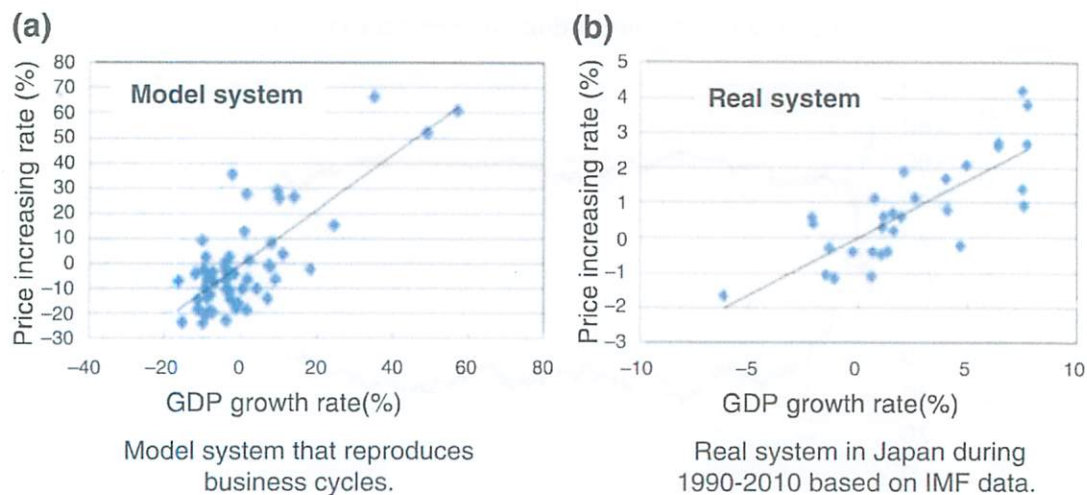 (a)
Price increasing rate (%)
80
70
60
50
40
30
20
10
0
−10
−20
−30
Model system
−40
−20
0
20
40
60
80
GDP growth rate(%)
Model system that reproduces
business cycles.
(b)
Price increasing rate (%)
5
4
3
2
1
0
−1
−2
−3
Real system
−10
−5
0
5
10
GDP growth rate(%)
Real system in Japan during
1990-2010 based on IMF data.